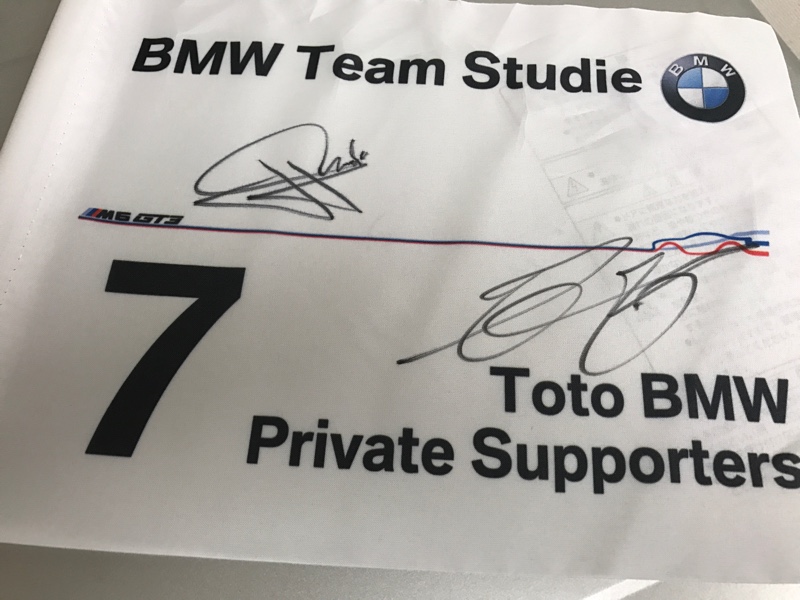 BMW Team Studie
BMW
M6 GT3
7
Toto BMW
Private Supporters